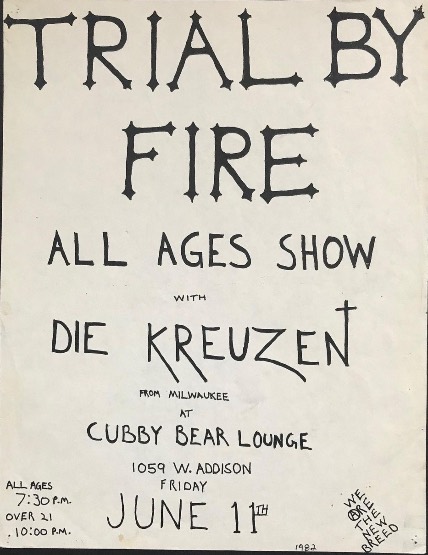 TRIAL BY
FIRE
ALL AGES SHOW
WITH
DIE KREUZEN
FROM MILWAUKEE
AT
CUBBY BEAR LOUNGE
1059 W. ADDISON
FRIDAY
JUNE 11TH
ALL AGES
7:30 P.M.
OVER 21
10:00 P.M.
WE
ARE
THE
NEW
BREED
1982